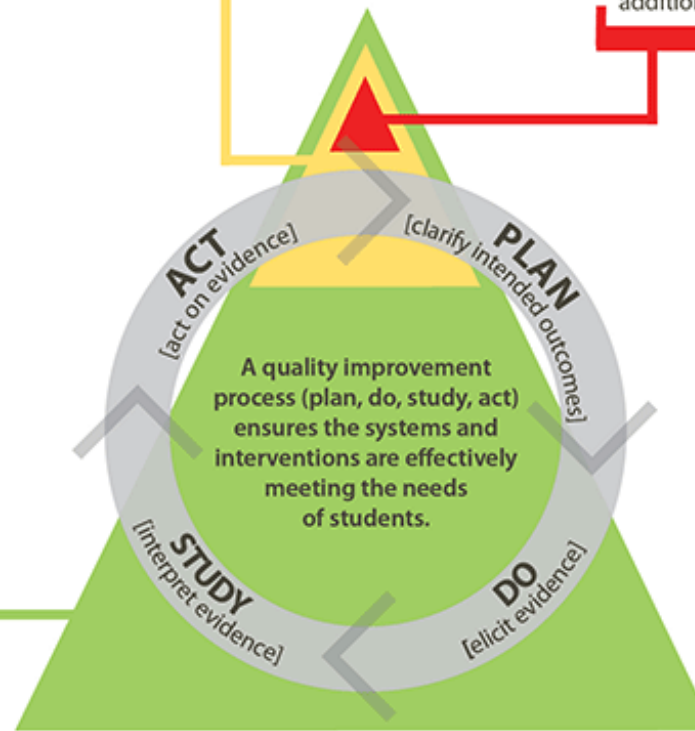 PLAN
[clarify intended outcomes]
DO
[elicit evidence]
STUDY
[interpret evidence]
ACT
[act on evidence]
A quality improvement
process (plan, do, study, act)
ensures the systems and
interventions are effectively
meeting the needs
of students.